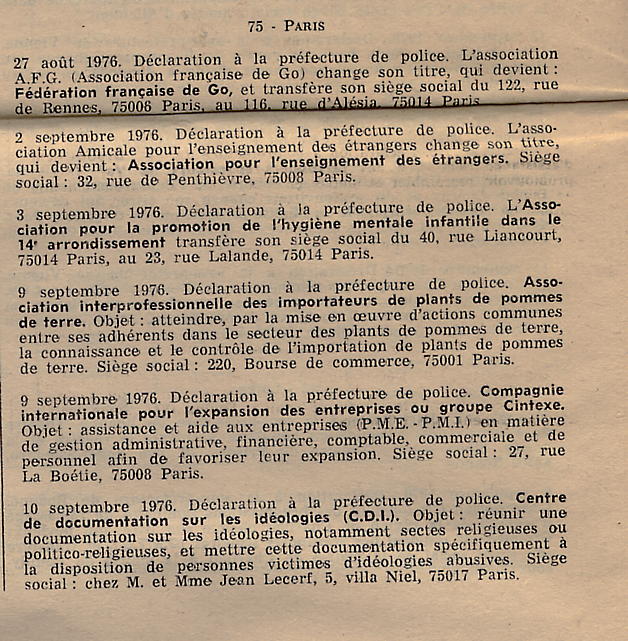 75 - PARIS
27 août 1976. Déclaration à la préfecture de police. L'association
A.F.G. (Association française de Go) change son titre, qui devient :
Fédération française de Go, et transfère son siège social du 122, rue
de Rennes, 75006 Paris, au 116, rue d'Alésia, 75014 Paris
2 septembre 1976. Déclaration à la préfecture de police. L'asso-
ciation Amicale pour l'enseignement des étrangers change son titre,
qui devient : Association pour l'enseignement des étrangers. Siège
social : 32, rue de Penthièvre, 75008 Paris.
3 septembre 1976. Déclaration à la préfecture de police. L'Asso-
ciation pour la promotion de l'hygiène mentale infantile dans le
14e arrondissement transfère son siège social du 40, rue Liancourt,
75014 Paris, au 23, rue Lalande, 75014 Paris.
9 septembre 1976. Déclaration à la préfecture de police. Asso-
ciation interprofessionnelle des importateurs de plants de pommes
de terre. Objet : atteindre, par la mise en œuvre d'actions communes
entre ses adhérents dans le secteur des plants de pommes de terre,
la connaissance et le contrôle de l'importation de plants de pommes
de terre. Siège social : 220, Bourse de commerce, 75001 Paris.
9 septembre 1976. Déclaration à la préfecture de police. Compagnie
internationale pour l'expansion des entreprises ou groupe Cintexe.
Objet : assistance et aide aux entreprises (P.M.E. - P.M.I.) en matière
de gestion administrative, financière, comptable, commerciale et de
personnel afin de favoriser leur expansion. Siège social : 27, rue
La Boétie, 75008 Paris.
10 septembre 1976. Déclaration à la préfecture de police. Centre
de documentation sur les idéologies (C.D.I.). Objet : réunir une
documentation sur les idéologies, notamment sectes religieuses ou
politico-religieuses, et mettre cette documentation spécifiquement à
la disposition de personnes victimes d'idéologies abusives. Siège
social : chez M. et Mme Jean Lecerf, 5, villa Niel, 75017 Paris.